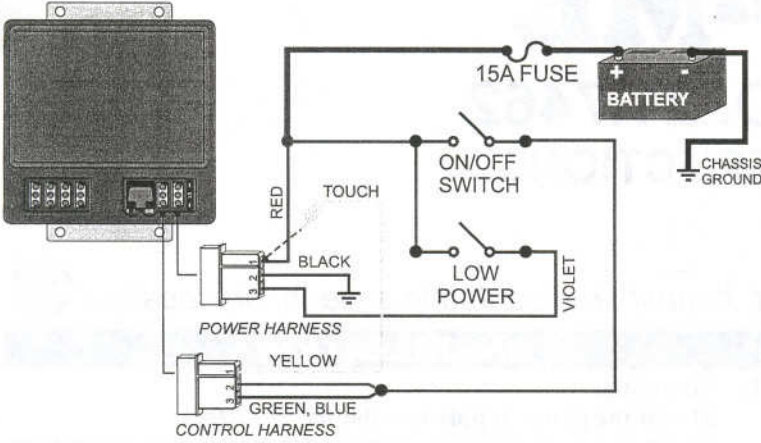 15A FUSE
+ -
BATTERY
CHASSIS
GROUND
ON/OFF
SWITCH
RED
TOUCH
1
2
3
BLACK
LOW
POWER
VIOLET
POWER HARNESS
YELLOW
1
2
3
GREEN, BLUE
CONTROL HARNESS